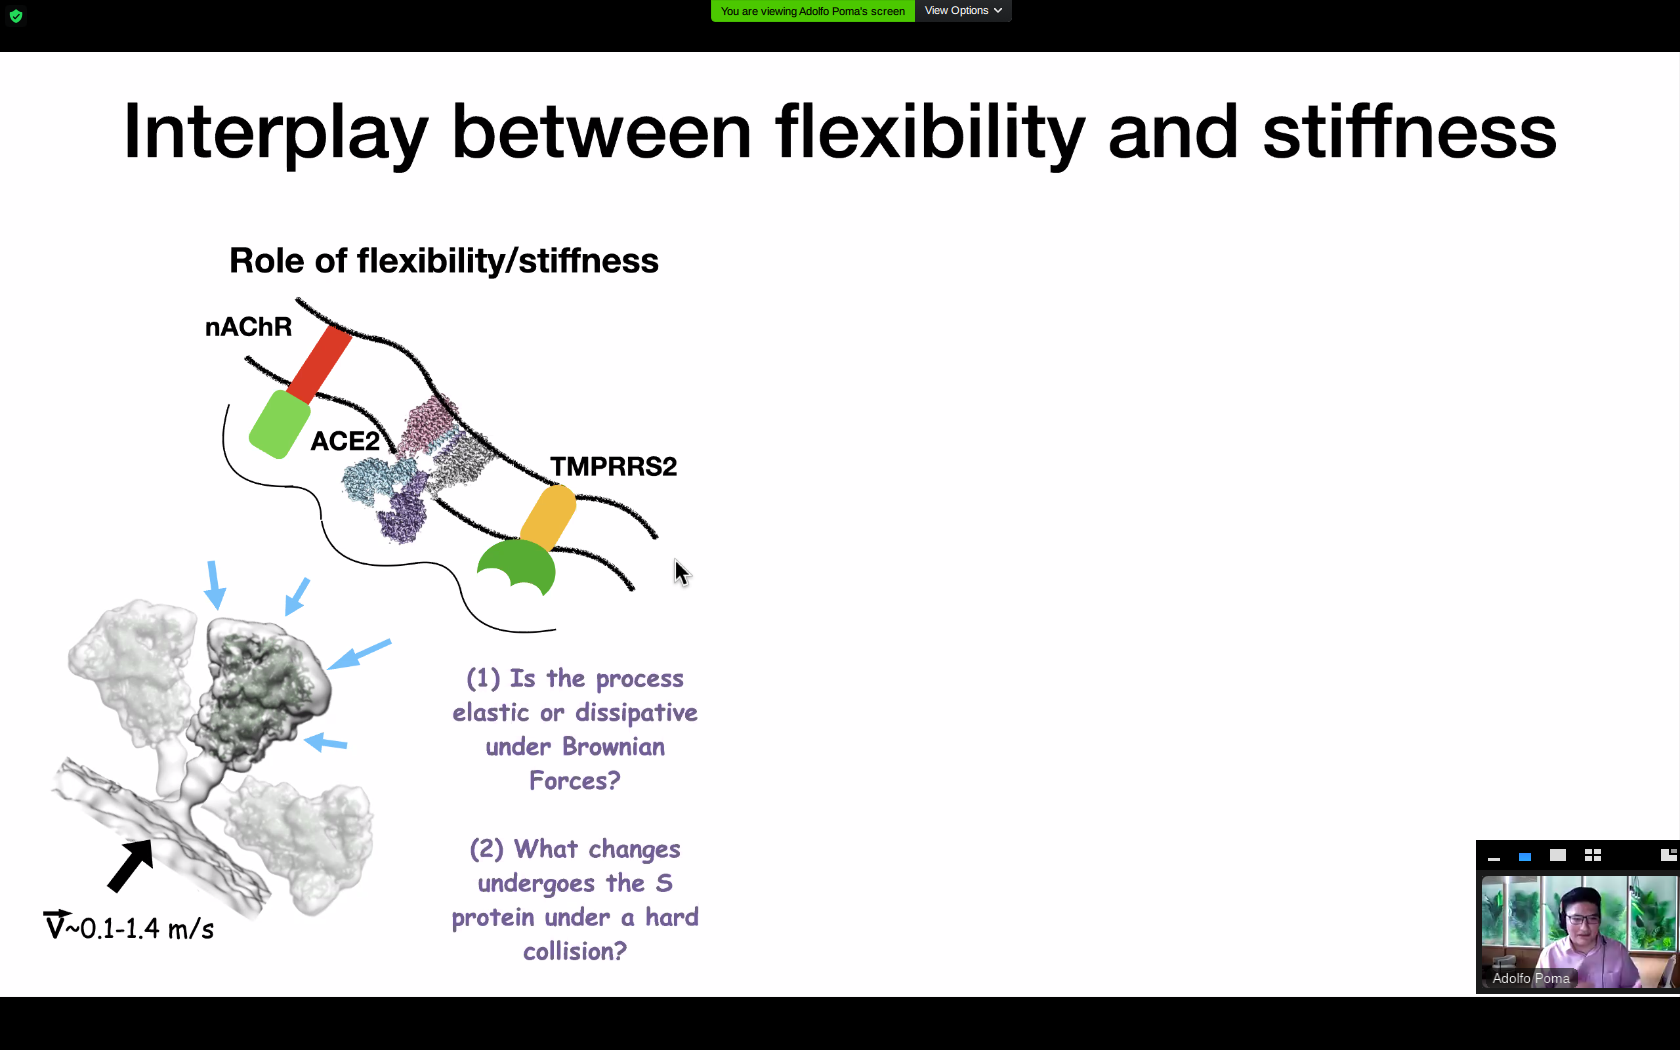 You are viewing Adolfo Poma's screen
View Options
Interplay between flexibility and stiffness
Role of flexibility/stiffness
nAChR
ACE2
TMPRRS2
(1) Is the process
elastic or dissipative
under Brownian
Forces?
(2) What changes
undergoes the S
protein under a hard
collision?
V~0.1-1.4 m/s
Adolfo Poma